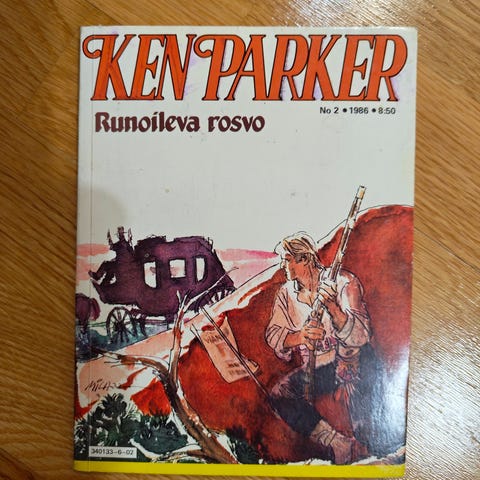 KEN PARKER
No 2 • 1986 • 8:50
Runoileva rosvo
340133-6-02